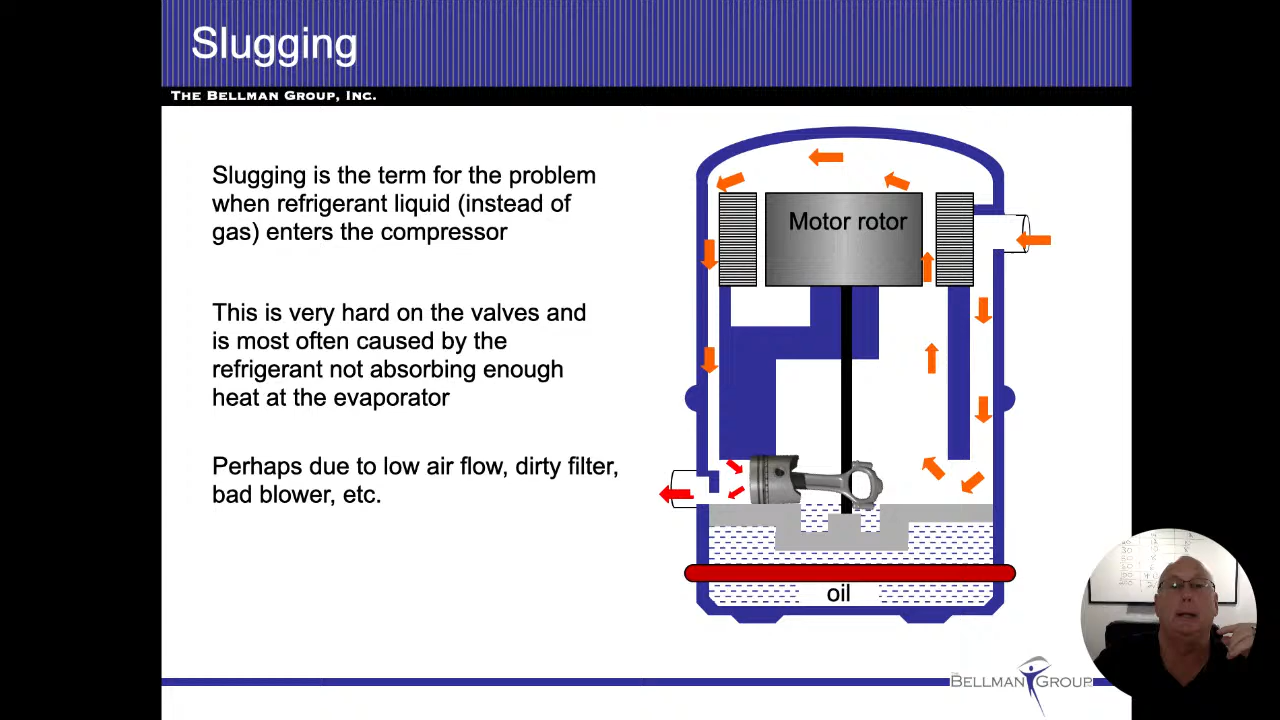 Slugging
THE BELLMAN GROUP, INC.
Slugging is the term for the problem
when refrigerant liquid (instead of
gas) enters the compressor
This is very hard on the valves and
is most often caused by the
refrigerant not absorbing enough
heat at the evaporator
Perhaps due to low air flow, dirty filter,
bad blower, etc.
Motor rotor
oil
THE
BELLMAN GROUP